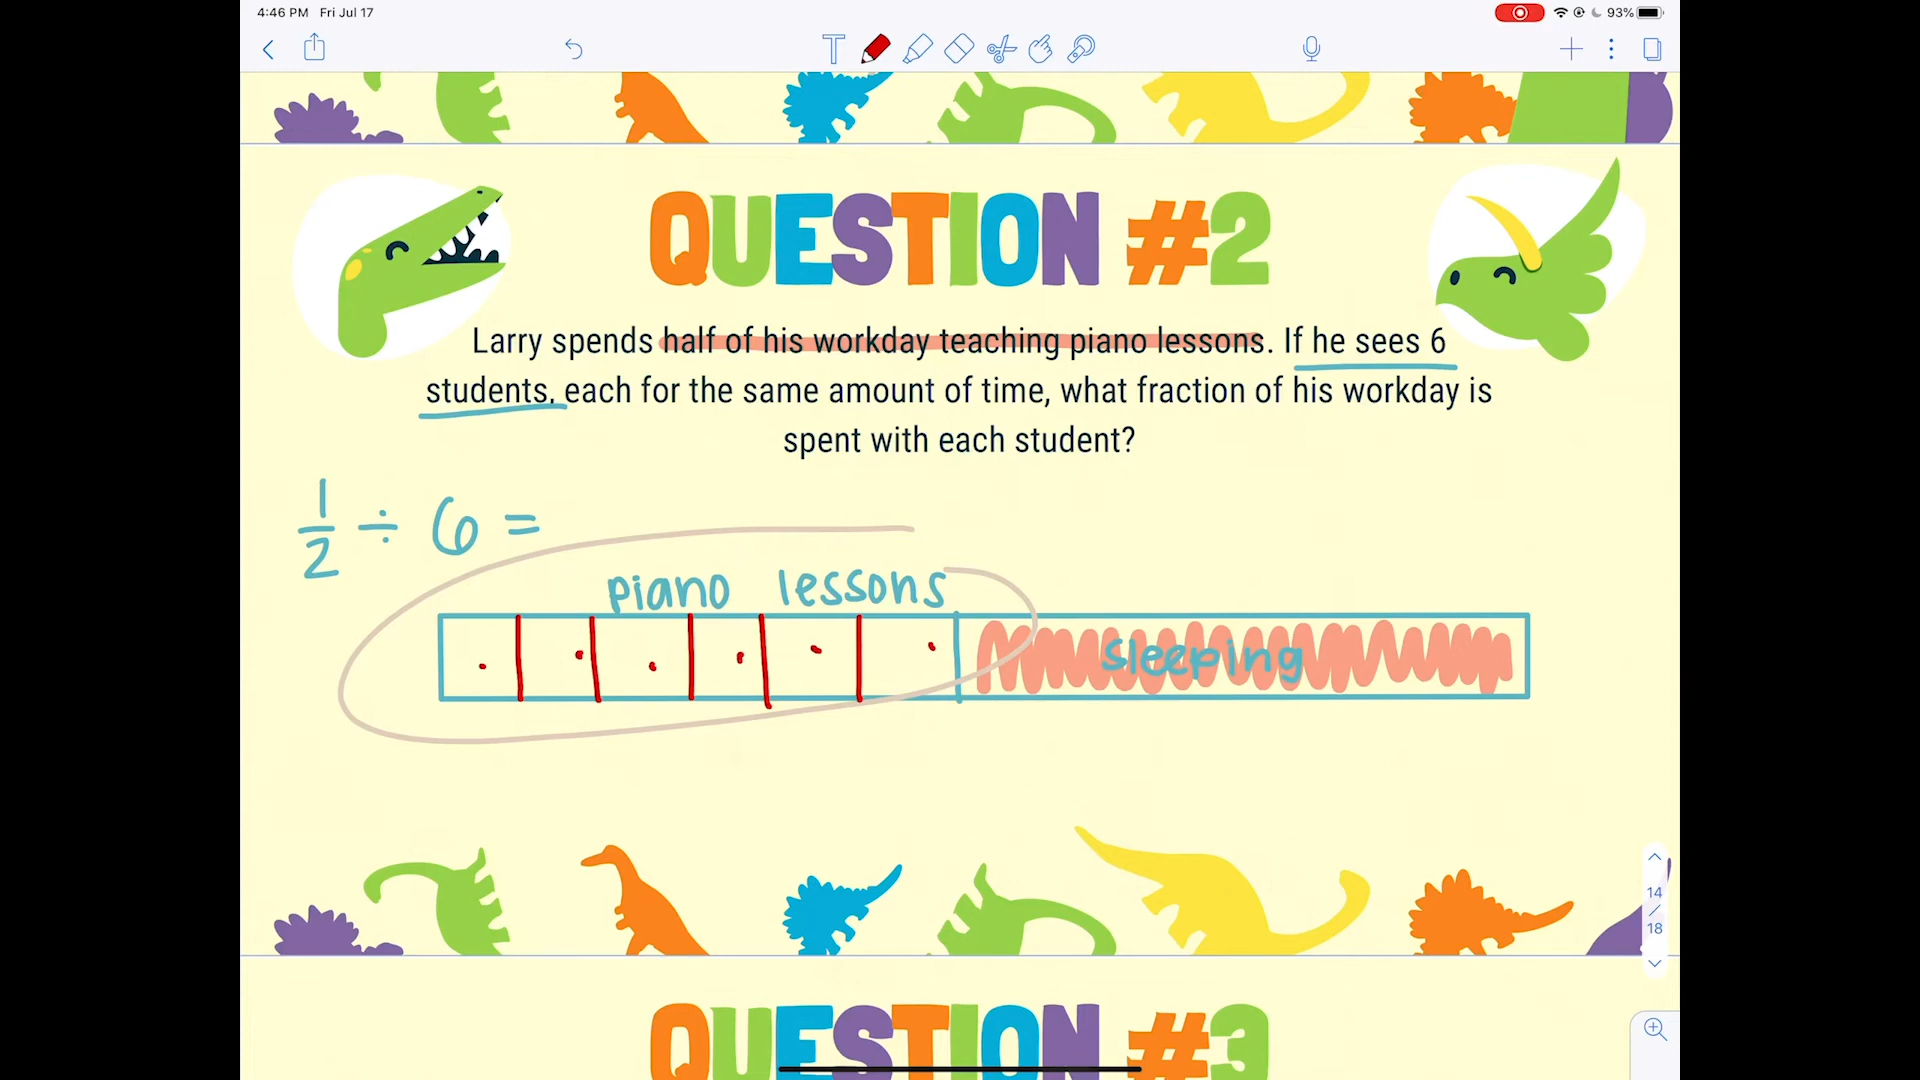 4:46 PM Fri Jul 17
93%
T
QUESTION #2
Larry spends half of his workday teaching piano lessons. If he sees 6
students, each for the same amount of time, what fraction of his workday is
spent with each student?
1/2 ÷ 6 =
piano lessons
sleeping
14
18
QUESTION #3